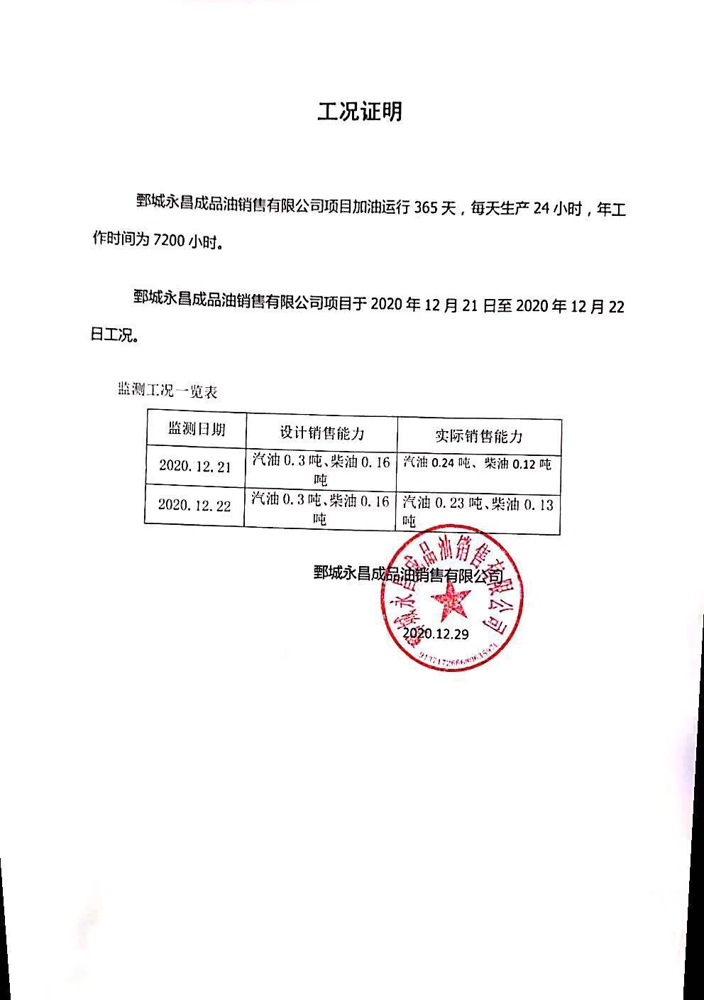 工况证明
鄄城永昌成品油销售有限公司项目加油运行 365 天，每天生产 24 小时，年工
作时间为 7200 小时。
鄄城永昌成品油销售有限公司项目于 2020 年 12 月 21 日至 2020 年 12 月 22
日工况。
监测工况一览表
监测日期 设计销售能力 实际销售能力
2020.12.21 汽油 0.3 吨、柴油 0.16 吨 汽油 0.24 吨、柴油 0.12 吨
2020.12.22 汽油 0.3 吨、柴油 0.16 吨 汽油 0.23 吨、柴油 0.13 吨
鄄城永昌成品油销售有限公司
2020.12.29
鄄城永昌成品油销售有限公司